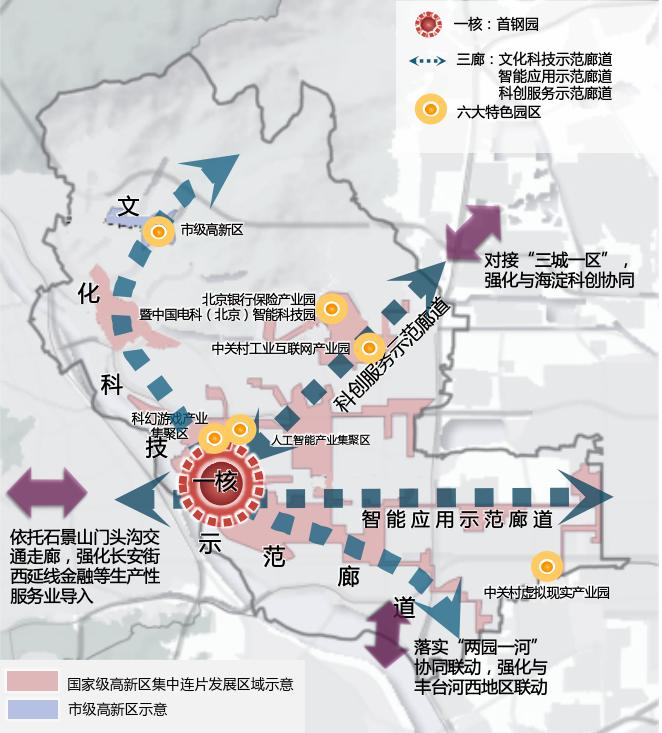 一核：首钢园
三廊：文化科技示范廊道
智能应用示范廊道
科创服务示范廊道
六大特色园区
文
市级高新区
对接“三城一区”，
强化与海淀科创协同
化
北京银行保险产业园
暨中国电科（北京）智能科技园
中关村工业互联网产业园
科创服务示范廊道
科
科幻游戏产业
集聚区
人工智能产业集聚区
技
一核
智能应用示范廊道
依托石景山门头沟交
通走廊，强化长安街
西延线金融等生产性
服务业导入
示
范
廊
道
中关村虚拟现实产业园
落实“两园一河”
协同联动，强化与
丰台河西地区联动
国家级高新区集中连片发展区域示意
市级高新区示意